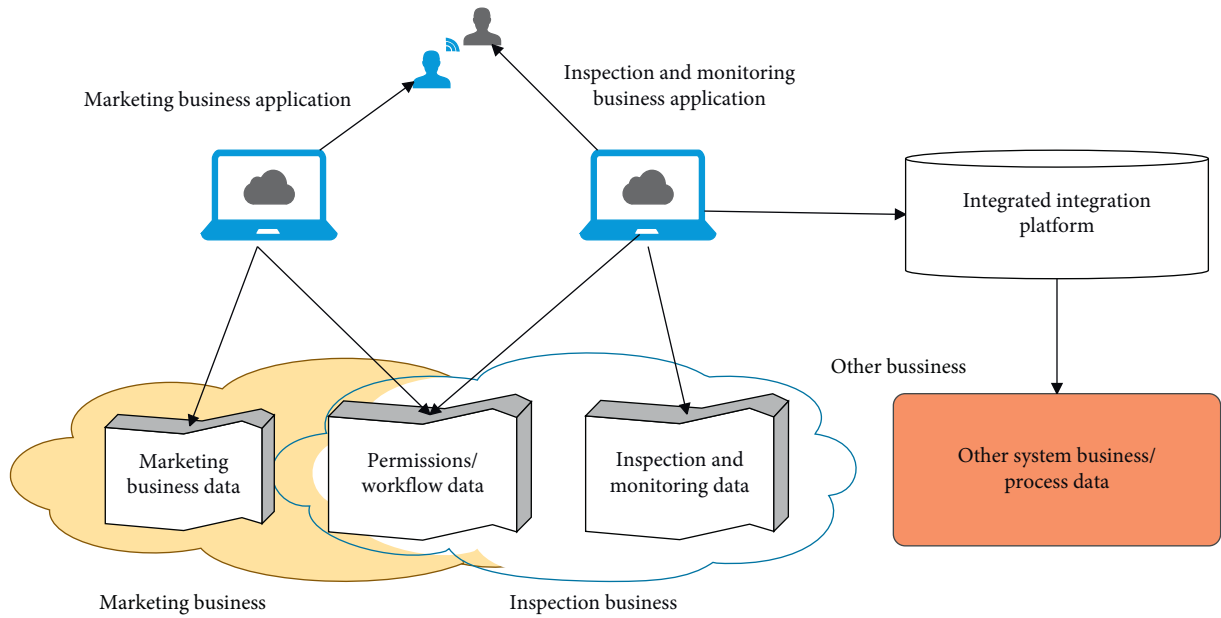 Marketing business application
Inspection and monitoring
business application
Integrated integration
platform
Other bussiness
Marketing
business data
Permissions/
workflow data
Inspection and
monitoring data
Other system business/
process data
Marketing business
Inspection business